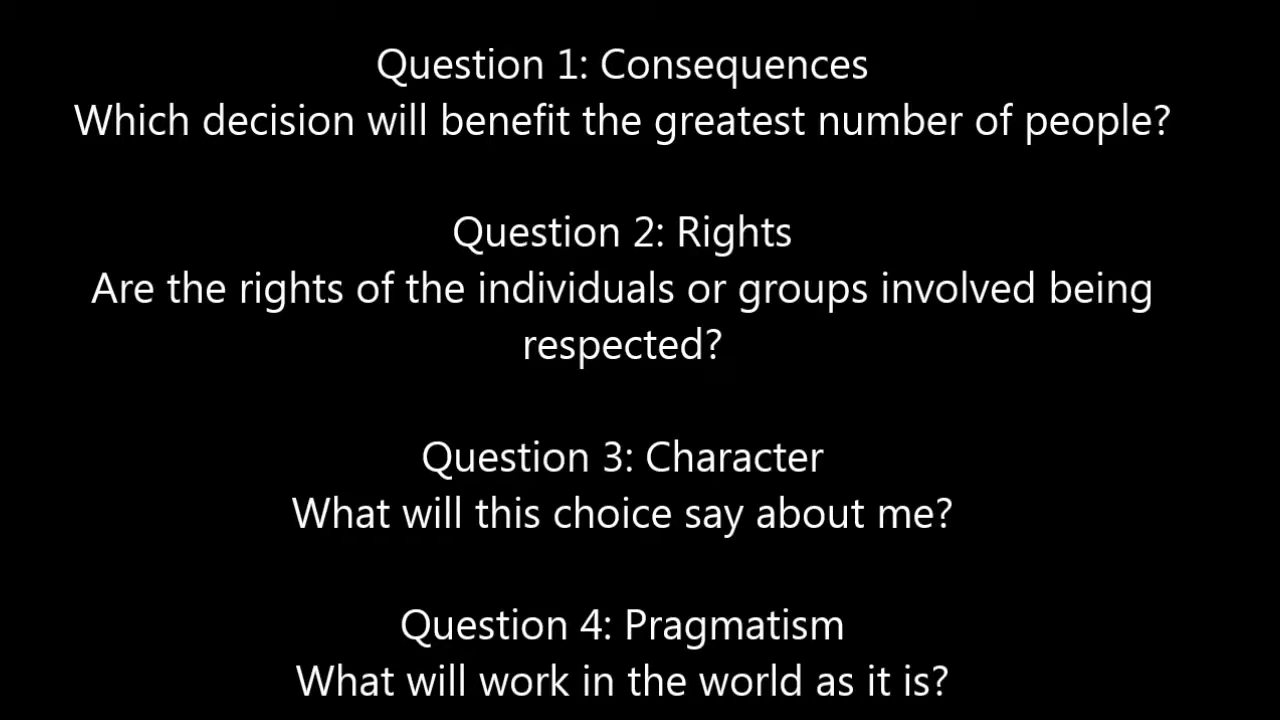 Question 1: Consequences
Which decision will benefit the greatest number of people?
Question 2: Rights
Are the rights of the individuals or groups involved being
respected?
Question 3: Character
What will this choice say about me?
Question 4: Pragmatism
What will work in the world as it is?